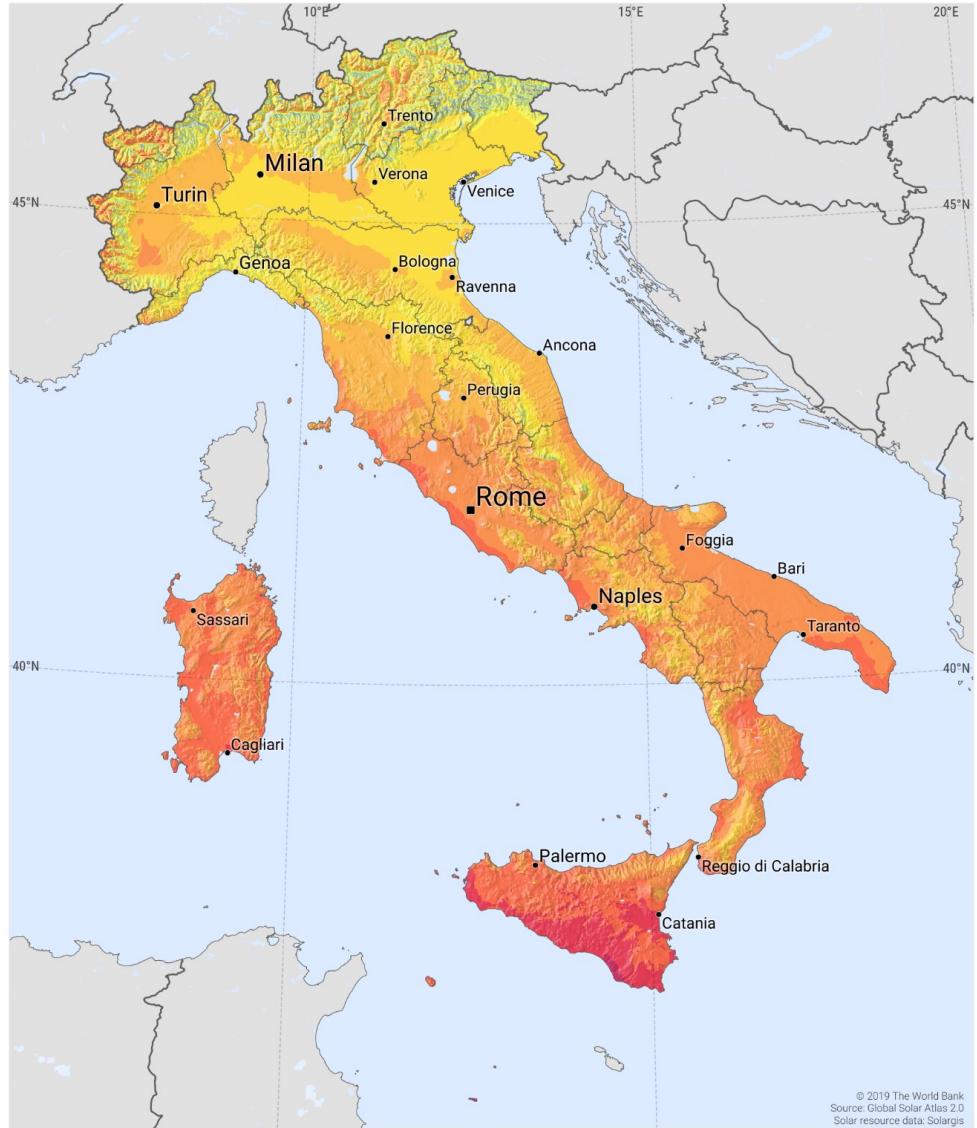 10°E
15°E
20°E
Trento
Milan
Verona
Venice
Turin
45°N
45°N
Genoa
Bologna
Ravenna
Florence
Ancona
Perugia
Rome
Foggia
Bari
Naples
Sassari
Taranto
40°N
40°N
Cagliari
Palermo
Reggio di Calabria
Catania
© 2019 The World Bank
Source: Global Solar Atlas 2.0
Solar resource data: Solargis